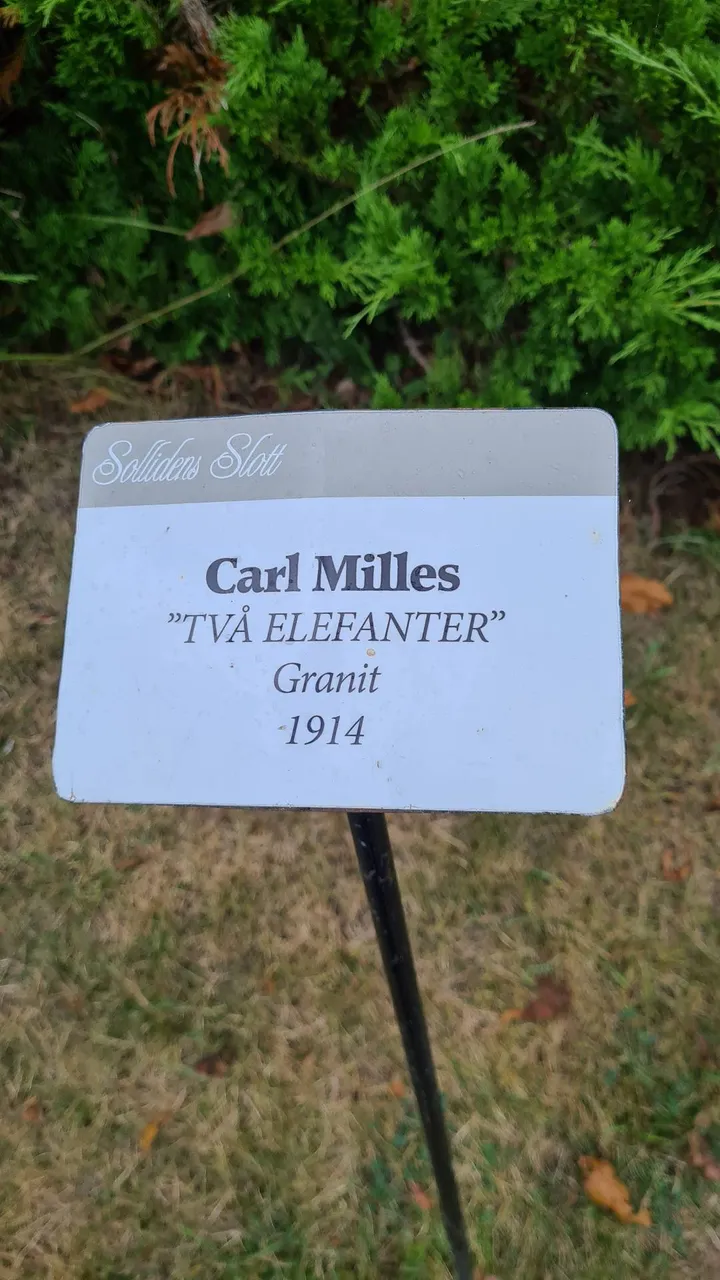 Sollidens Slott
Carl Milles
”TVÅ ELEFANTER”
Granit
1914